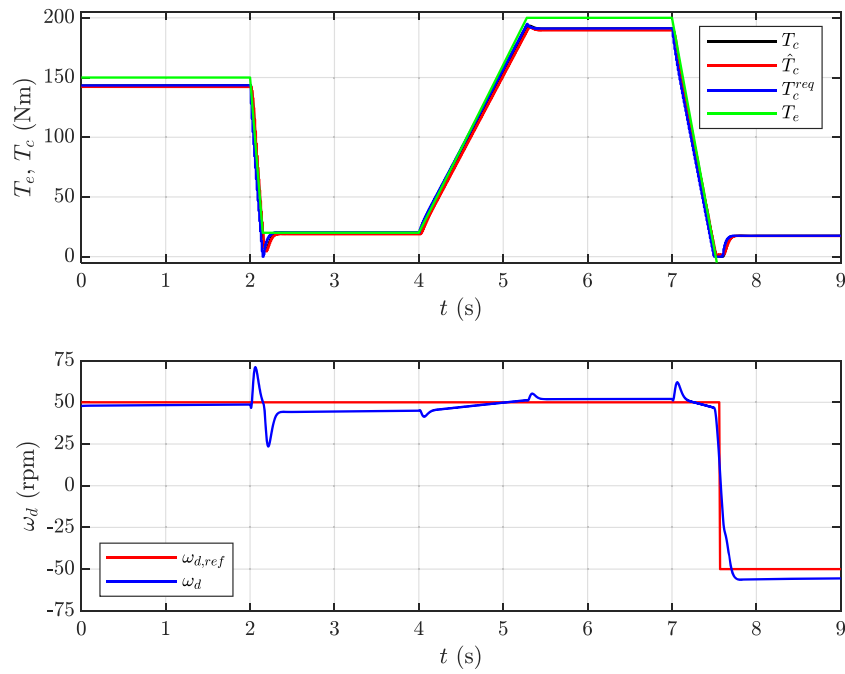 200
150
100
50
0
T_e, T_c (Nm)
T_c
T̂_c
T_c^{req}
T_e
0 1 2 3 4 5 6 7 8 9
t (s)
75
50
25
0
-25
-50
-75
ω_d (rpm)
ω_{d,ref}
ω_d
0 1 2 3 4 5 6 7 8 9
t (s)